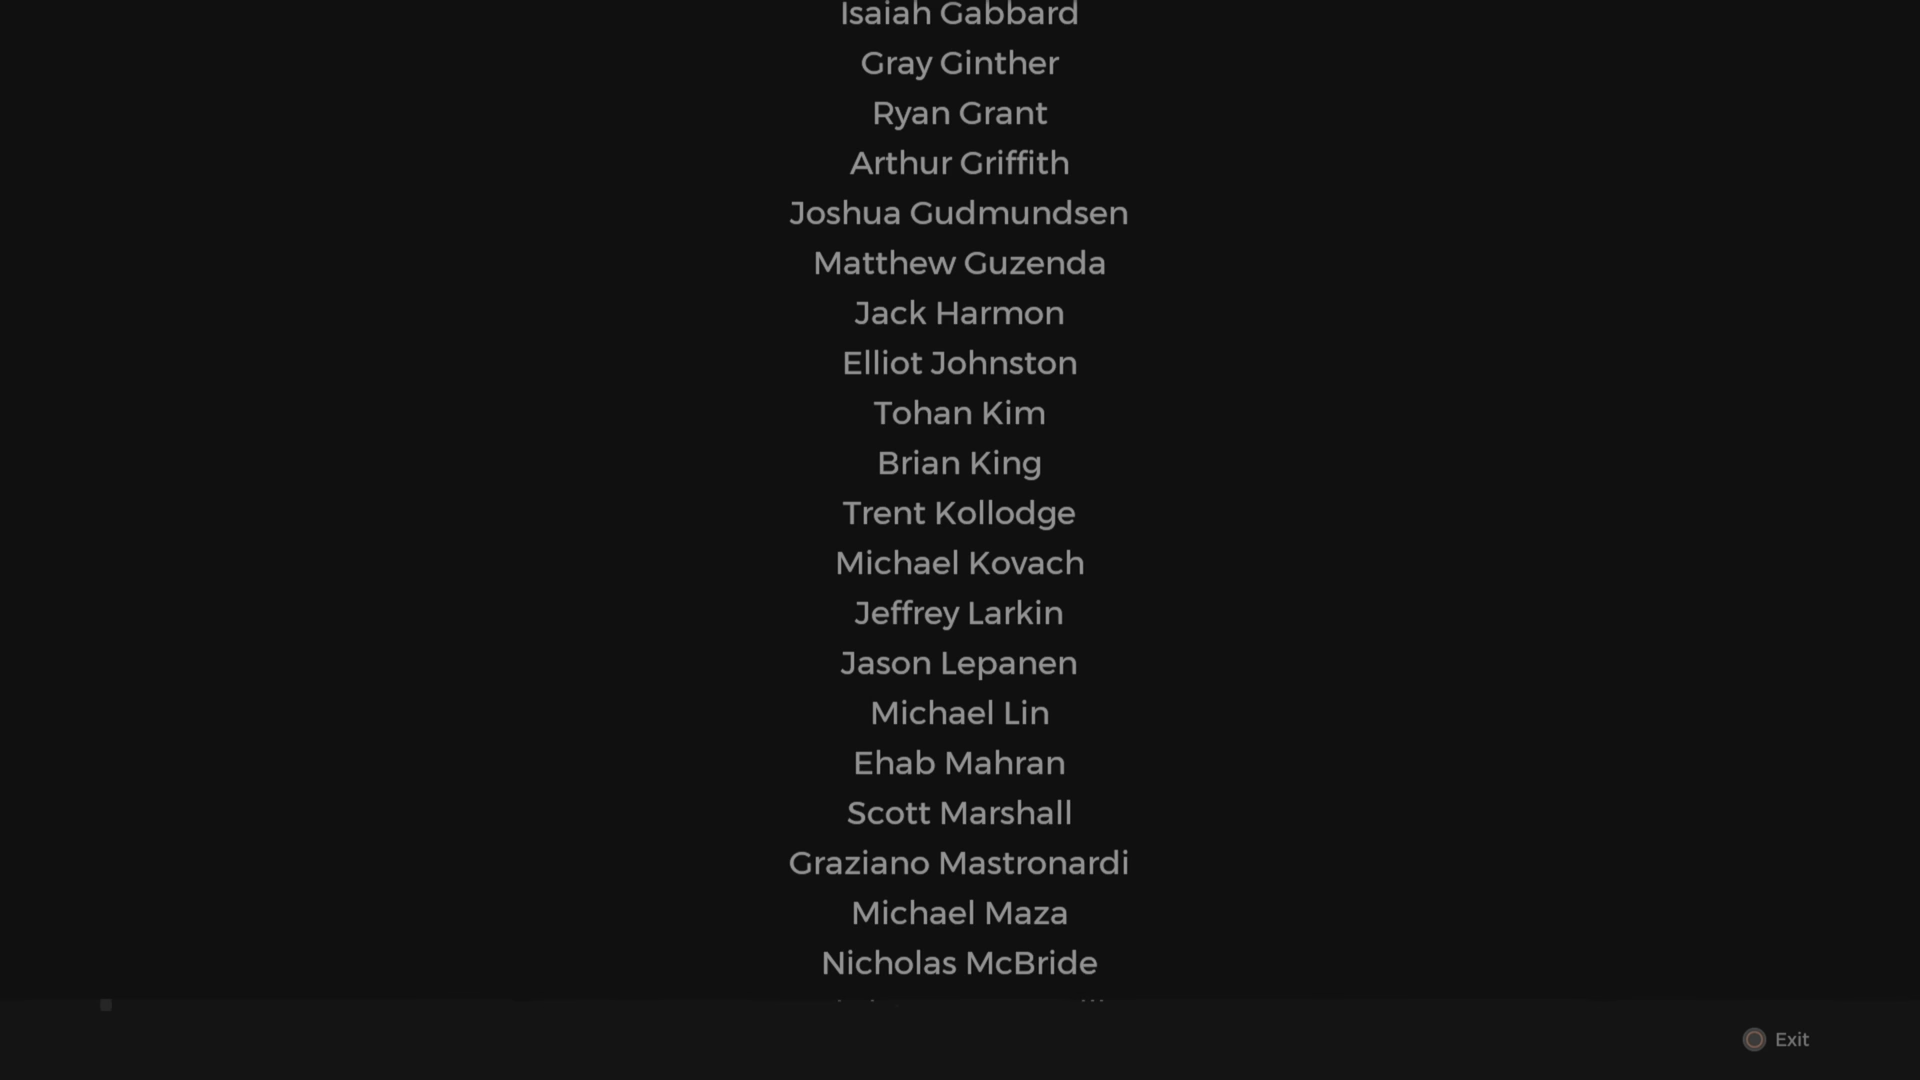 Isaiah Gabbard
Gray Ginther
Ryan Grant
Arthur Griffith
Joshua Gudmundsen
Matthew Guzenda
Jack Harmon
Elliot Johnston
Tohan Kim
Brian King
Trent Kollodge
Michael Kovach
Jeffrey Larkin
Jason Lepanen
Michael Lin
Ehab Mahran
Scott Marshall
Graziano Mastronardi
Michael Maza
Nicholas McBride
Exit